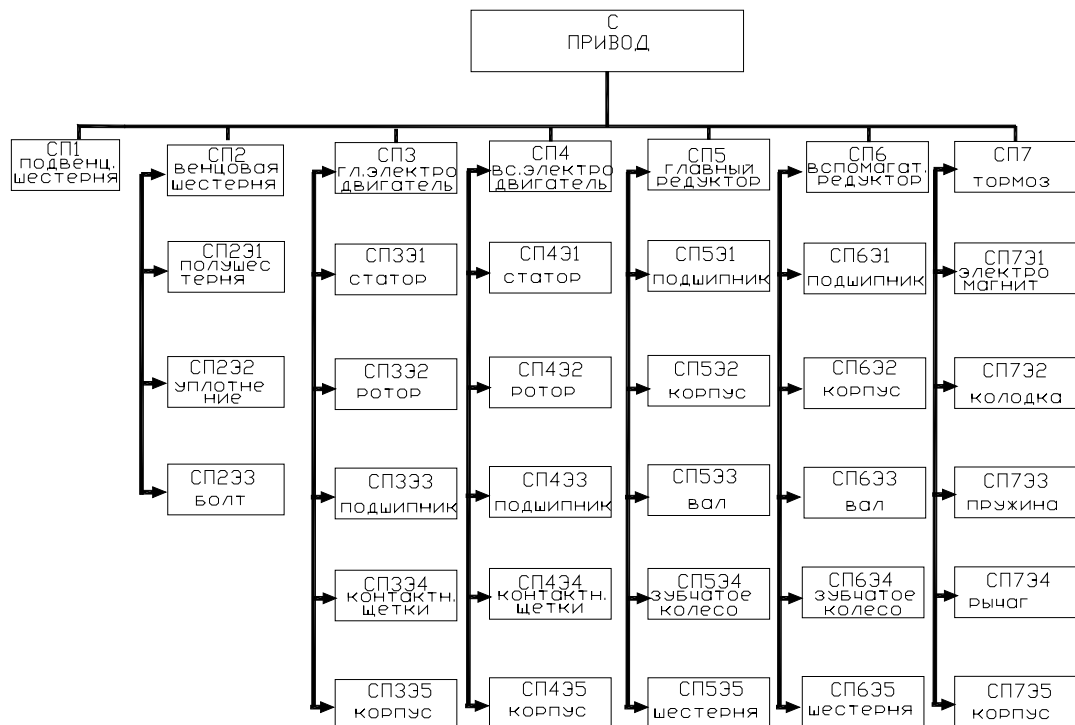 С
ПРИВОД
СП1
ПОДВЕНЦ.
ШЕСТЕРНЯ
СП2
ВЕНЦОВАЯ
ШЕСТЕРНЯ
СП3
ГЛ.ЭЛЕКТРО
ДВИГАТЕЛЬ
СП4
ВС.ЭЛЕКТРО
ДВИГАТЕЛЬ
СП5
ГЛАВНЫЙ
РЕДУКТОР
СП6
ВСПОМАГАТ.
РЕДУКТОР
СП7
ТОРМОЗ
СП2Э1
ПОЛУШЕС
ТЕРНЯ
СП3Э1
СТАТОР
СП4Э1
СТАТОР
СП5Э1
ПОДШИПНИК
СП6Э1
ПОДШИПНИК
СП7Э1
ЭЛЕКТРО
МАГНИТ
СП2Э2
УПЛОТНЕ
НИЕ
СП3Э2
РОТОР
СП4Э2
РОТОР
СП5Э2
КОРПУС
СП6Э2
КОРПУС
СП7Э2
КОЛОДКА
СП2Э3
БОЛТ
СП3Э3
ПОДШИПНИК
СП4Э3
ПОДШИПНИК
СП5Э3
ВАЛ
СП6Э3
ВАЛ
СП7Э3
ПРУЖИНА
СП3Э4
КОНТАКТН.
ЩЕТКИ
СП4Э4
КОНТАКТН.
ЩЕТКИ
СП5Э4
ЗУБЧАТОЕ
КОЛЕСО
СП6Э4
ЗУБЧАТОЕ
КОЛЕСО
СП7Э4
РЫЧАГ
СП3Э5
КОРПУС
СП4Э5
КОРПУС
СП5Э5
ШЕСТЕРНЯ
СП6Э5
ШЕСТЕРНЯ
СП7Э5
КОРПУС